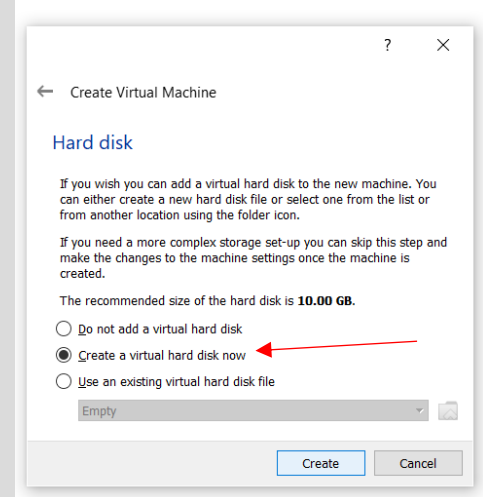 ?
Create Virtual Machine
Hard disk
If you wish you can add a virtual hard disk to the new machine. You
can either create a new hard disk file or select one from the list or
from another location using the folder icon.
If you need a more complex storage set-up you can skip this step and
make the changes to the machine settings once the machine is
created.
The recommended size of the hard disk is 10.00 GB.
Do not add a virtual hard disk
Create a virtual hard disk now
Use an existing virtual hard disk file
Empty
Create Cancel